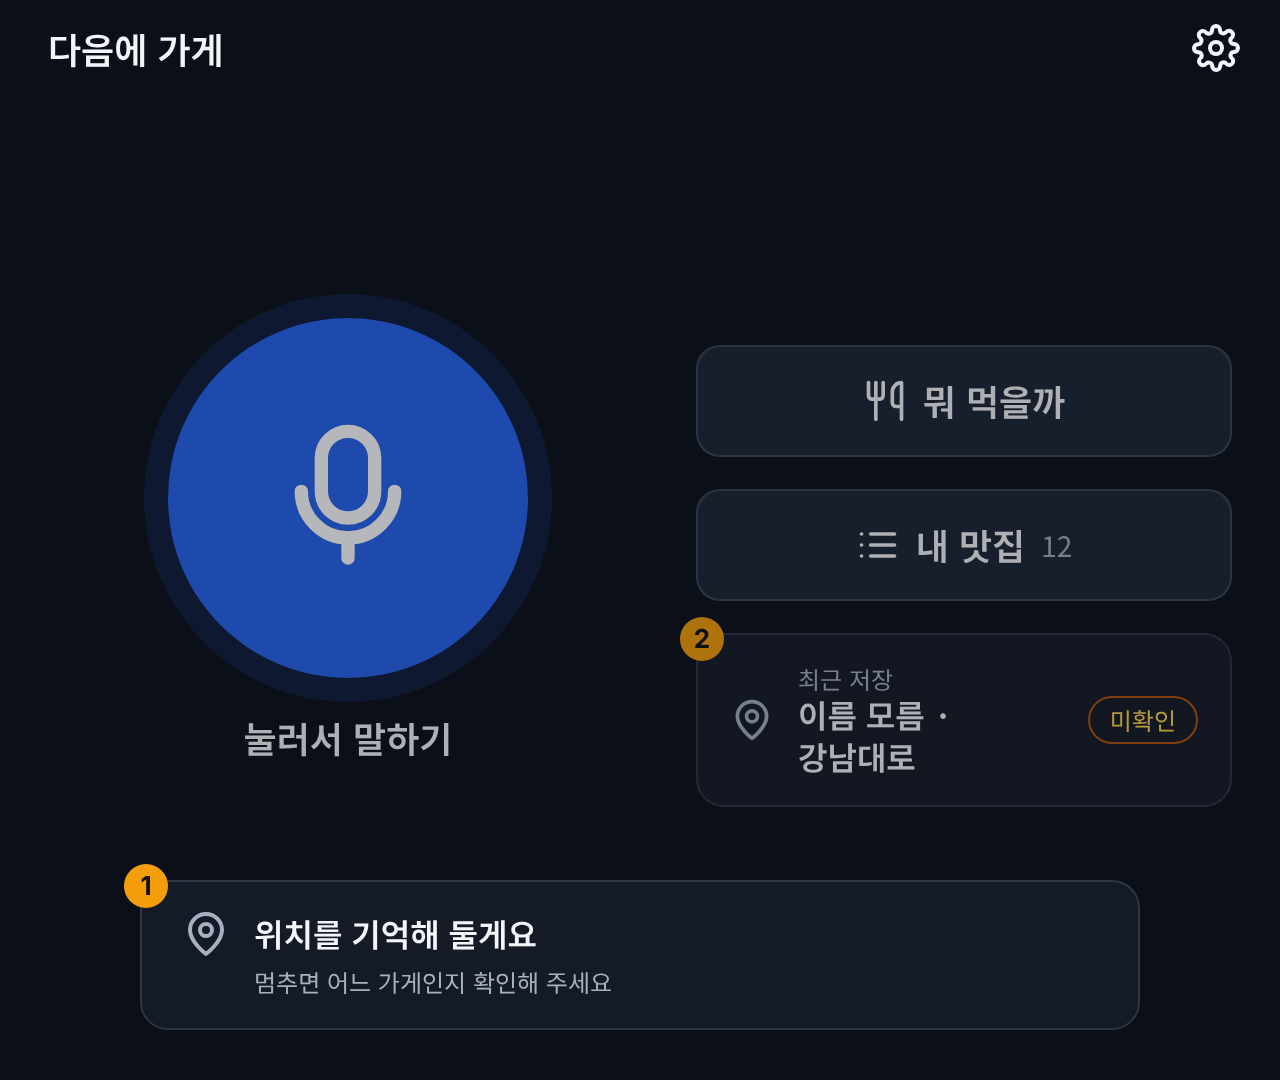 다음에 가게
눌러서 말하기
뭐 먹을까
내 맛집 12
2
최근 저장
이름 모름 ·
강남대로
미확인
1
위치를 기억해 둘게요
멈추면 어느 가게인지 확인해 주세요